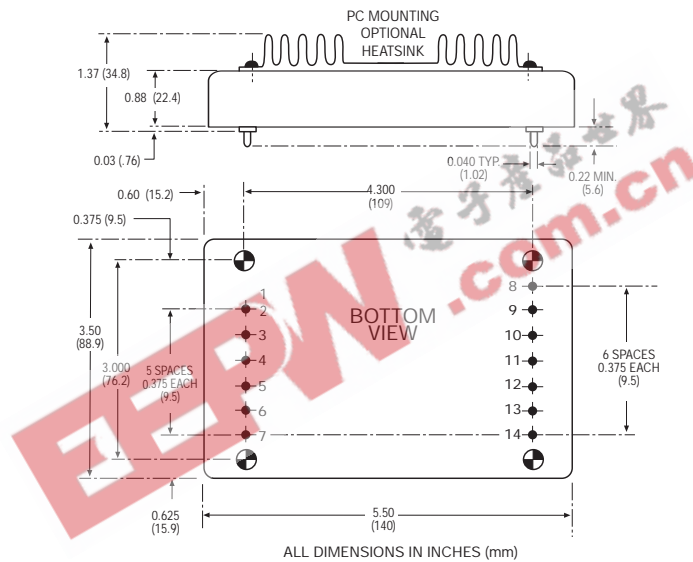 PC MOUNTING
OPTIONAL
HEATSINK
1.37 (34.8)
0.88 (22.4)
0.03 (.76)
0.040 TYP.
(1.02)
0.22 MIN.
(5.6)
0.60 (15.2)
4.300
(109)
0.375 (9.5)
電子產品世界
.com.cn
EEPW
1
2
3
4
5
6
7
BOTTOM
VIEW
8
9
10
11
12
13
14
3.50
(88.9)
3.000
(76.2)
5 SPACES
0.375 EACH
(9.5)
6 SPACES
0.375 EACH
(9.5)
0.625
(15.9)
5.50
(140)
ALL DIMENSIONS IN INCHES (mm)